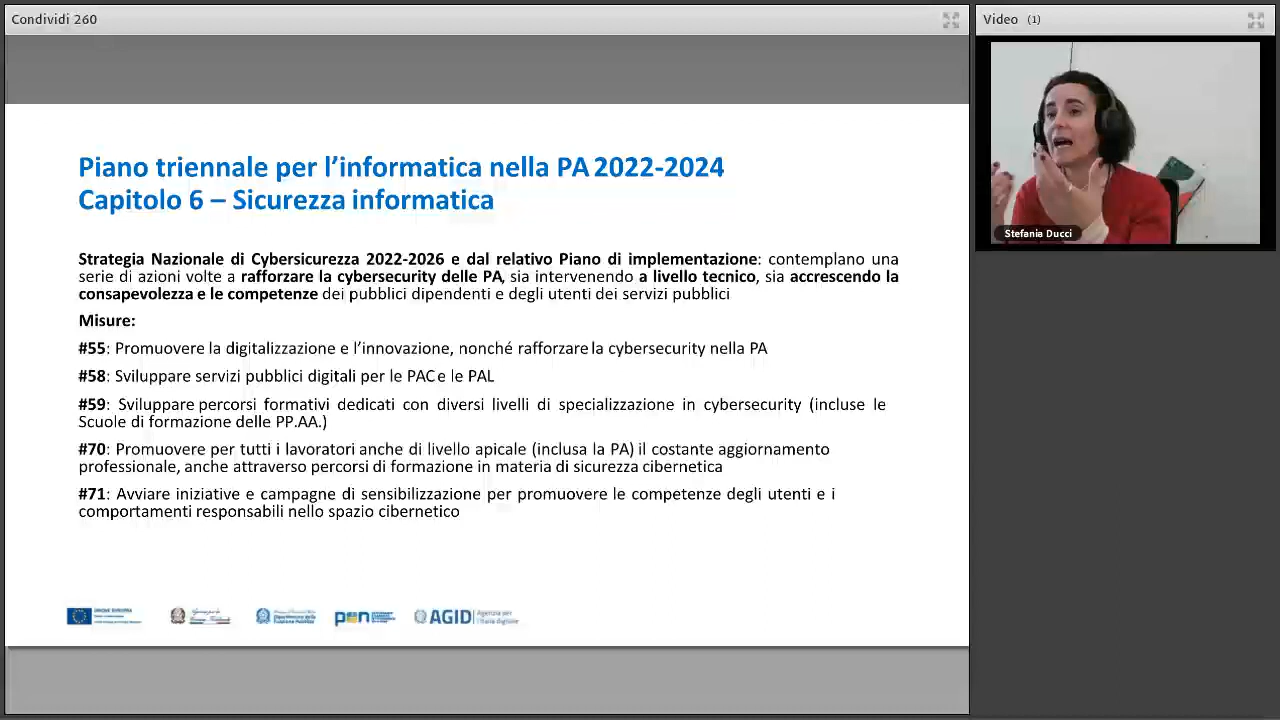 Condividi 260
Video (1)
Stefania Ducci
Piano triennale per l’informatica nella PA 2022-2024
Capitolo 6 – Sicurezza informatica
Strategia Nazionale di Cybersicurezza 2022-2026 e dal relativo Piano di implementazione: contemplano una
serie di azioni volte a rafforzare la cybersecurity delle PA, sia intervenendo a livello tecnico, sia accrescendo la
consapevolezza e le competenze dei pubblici dipendenti e degli utenti dei servizi pubblici
Misure:
#55: Promuovere la digitalizzazione e l’innovazione, nonché rafforzare la cybersecurity nella PA
#58: Sviluppare servizi pubblici digitali per le PAC e le PAL
#59: Sviluppare percorsi formativi dedicati con diversi livelli di specializzazione in cybersecurity (incluse le
Scuole di formazione delle PP.AA.)
#70: Promuovere per tutti i lavoratori anche di livello apicale (inclusa la PA) il costante aggiornamento
professionale, anche attraverso percorsi di formazione in materia di sicurezza cibernetica
#71: Avviare iniziative e campagne di sensibilizzazione per promuovere le competenze degli utenti e i
comportamenti responsabili nello spazio cibernetico
UNIONE EUROPEA
pon
AGID Agenzia per
l’Italia digitale